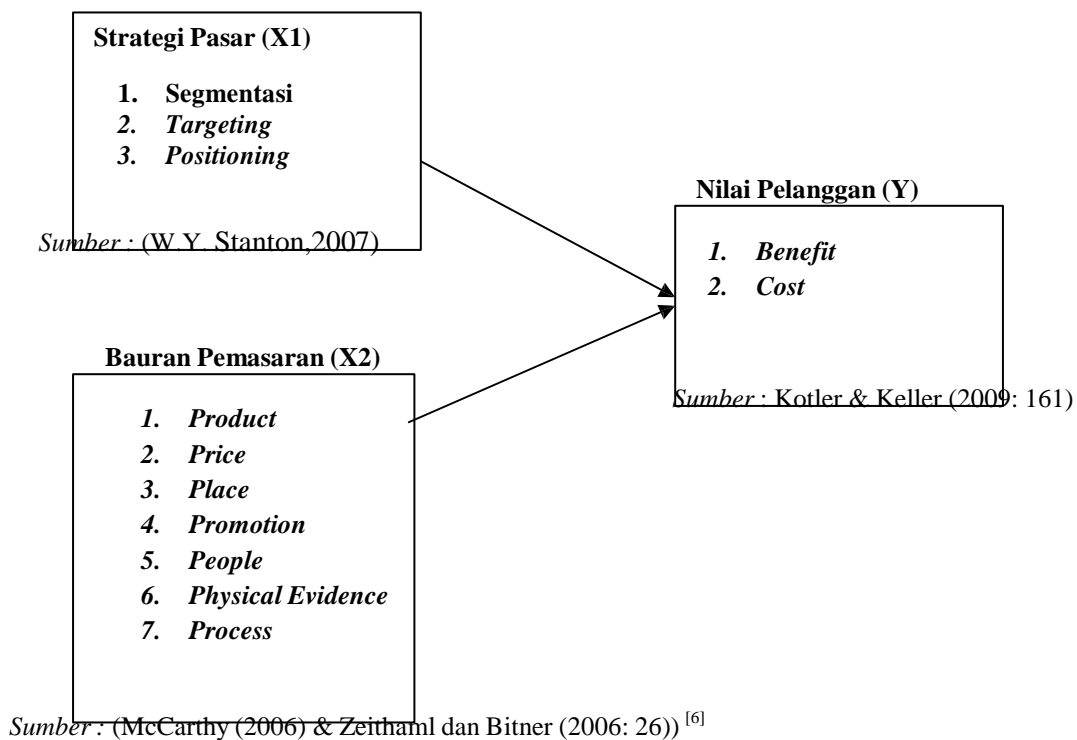 Strategi Pasar (X1)
1. Segmentasi
2. Targeting
3. Positioning
Sumber : (W.Y. Stanton,2007)
Nilai Pelanggan (Y)
1. Benefit
2. Cost
Sumber : Kotler & Keller (2009: 161)
Bauran Pemasaran (X2)
1. Product
2. Price
3. Place
4. Promotion
5. People
6. Physical Evidence
7. Process
Sumber : (McCarthy (2006) & Zeithaml dan Bitner (2006: 26)) [6]